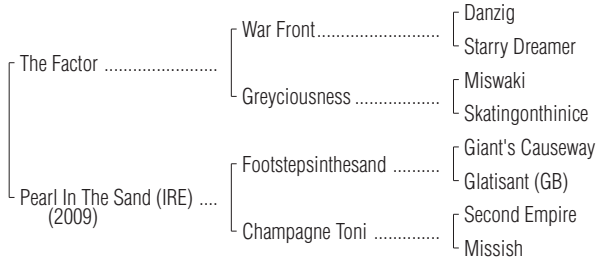 Danzig
War Front..........................
Starry Dreamer
The Factor ........................
Miswaki
Greyciousness ..................
Skatingonthinice
Giant's Causeway
Footstepsinthesand ..........
Glatisant (GB)
Pearl In The Sand (IRE) ....
(2009)
Second Empire
Champagne Toni ..............
Missish